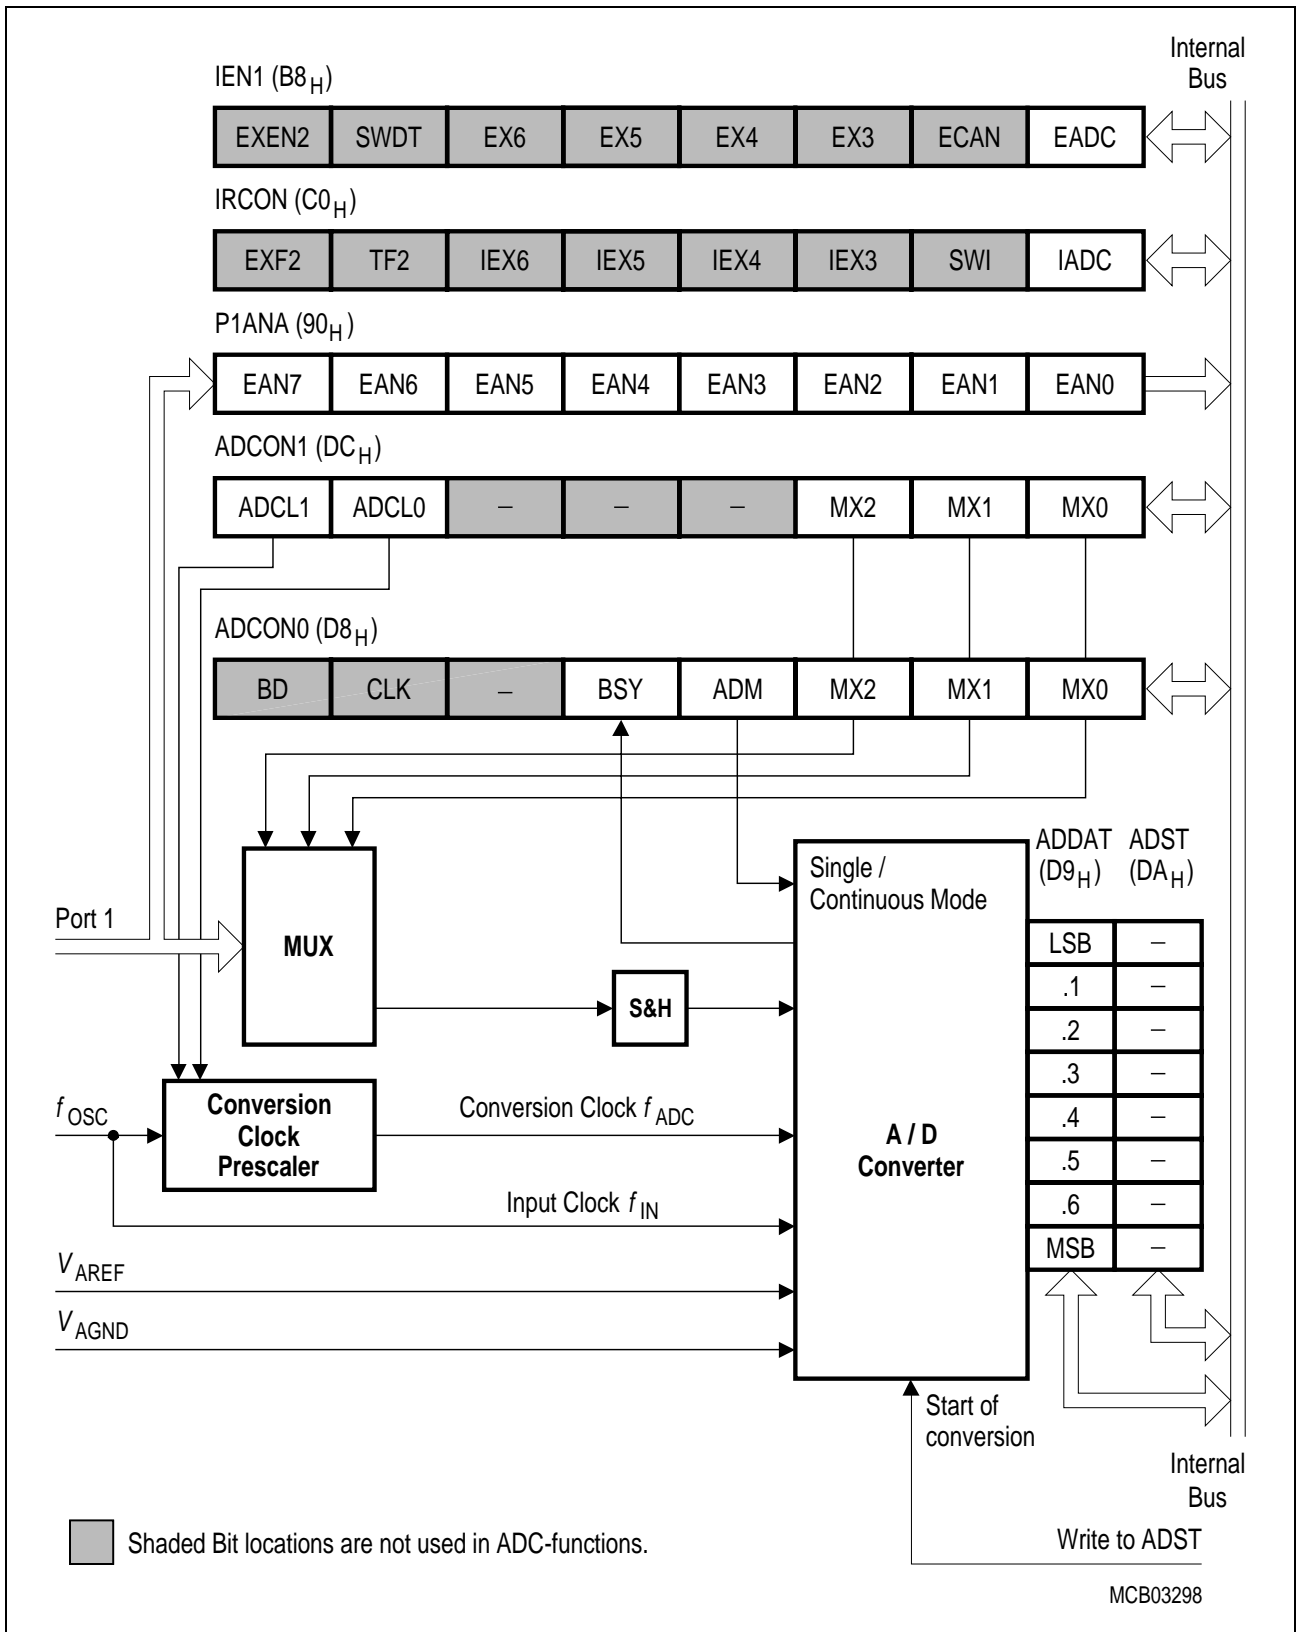 Internal
Bus
IEN1 (B8H)
EXEN2 SWDT EX6 EX5 EX4 EX3 ECAN EADC
IRCON (C0H)
EXF2 TF2 IEX6 IEX5 IEX4 IEX3 SWI IADC
P1ANA (90H)
EAN7 EAN6 EAN5 EAN4 EAN3 EAN2 EAN1 EAN0
ADCON1 (DCH)
ADCL1 ADCL0 – – – MX2 MX1 MX0
ADCON0 (D8H)
BD CLK – BSY ADM MX2 MX1 MX0
Port 1
MUX
S&H
Single /
Continuous Mode
A / D
Converter
ADDAT ADST
(D9H) (DAH)
LSB –
.1 –
.2 –
.3 –
.4 –
.5 –
.6 –
MSB –
fOSC
Conversion
Clock
Prescaler
Conversion Clock fADC
Input Clock fIN
VAREF
VAGND
Start of
conversion
Internal
Bus
Write to ADST
Shaded Bit locations are not used in ADC-functions.
MCB03298